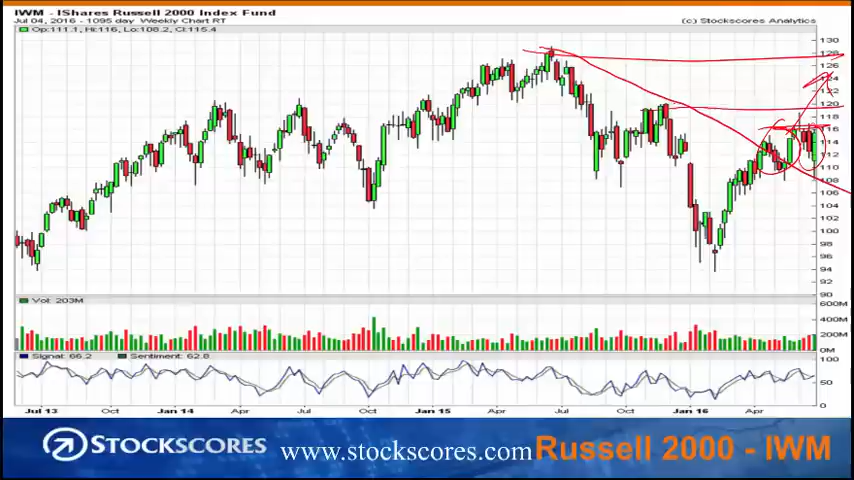 IWM - IShares Russell 2000 Index Fund
Jul 04, 2016 - 1095 day Weekly Chart RT (c) Stockscores Analytics
Op:111.1, Hi:116, Lo:108.2, Cl:115.4
130
128
126
124
122
120
118
116
114
112
110
108
106
104
102
100
98
96
94
92
90
Vol: 203M
600M
400M
200M
0M
Signal: 66.2 Sentiment: 62.8
100
50
0
Jul 13 Oct Jan 14 Apr Jul Oct Jan 15 Apr Jul Oct Jan 16 Apr
STOCKSCORES www.stockscores.com Russell 2000 - IWM